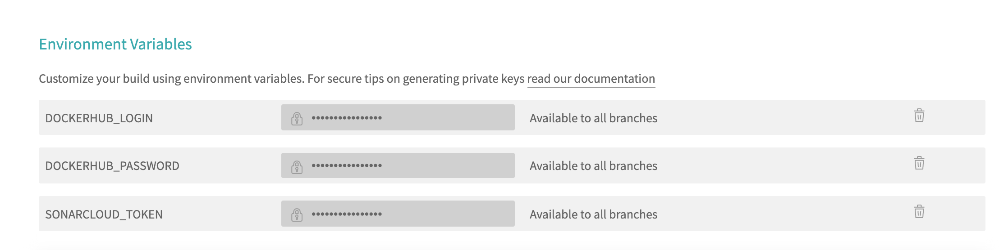 Environment Variables
Customize your build using environment variables. For secure tips on generating private keys read our documentation
DOCKERHUB_LOGIN •••••••••••••••• Available to all branches
DOCKERHUB_PASSWORD •••••••••••••••• Available to all branches
SONARCLOUD_TOKEN •••••••••••••••• Available to all branches